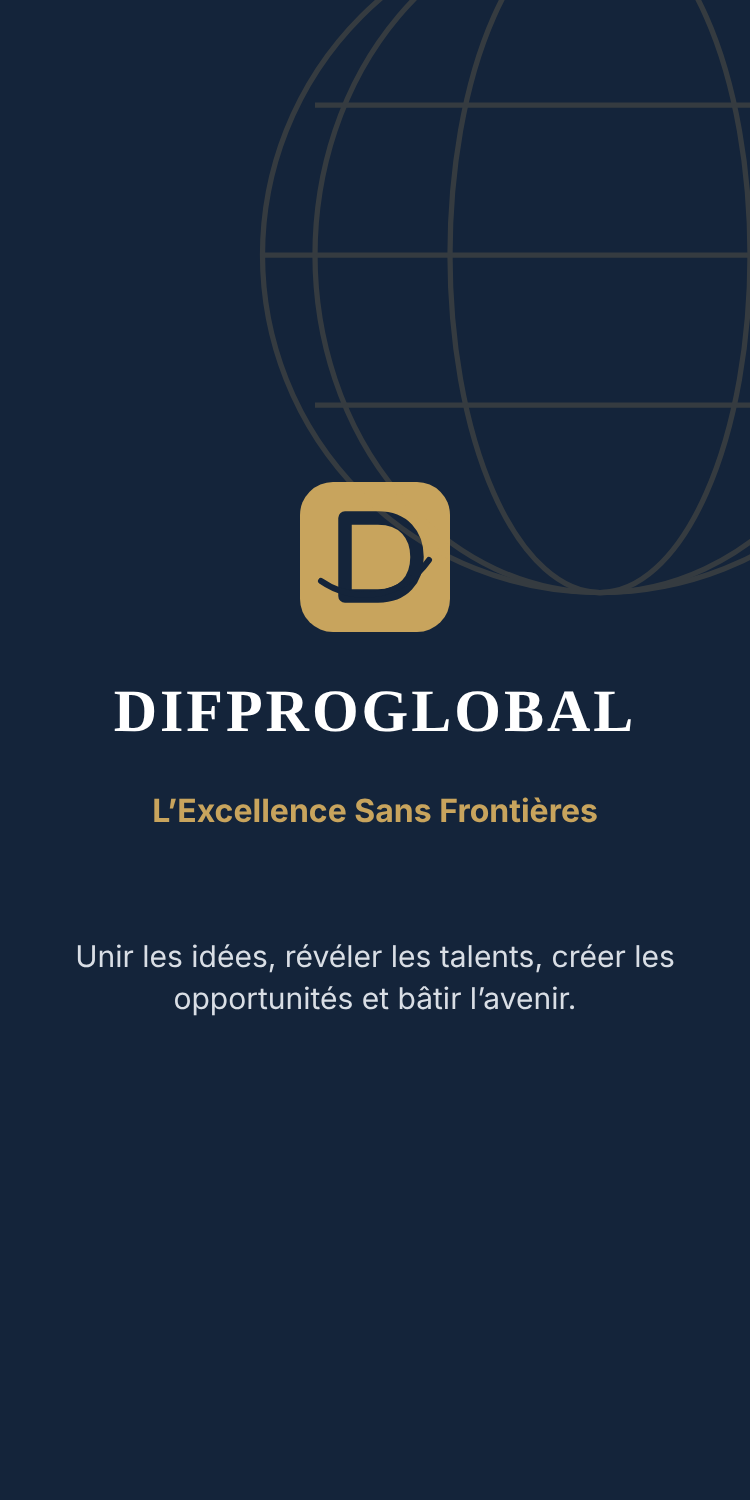 D
DIFPROGLOBAL
L’Excellence Sans Frontières
Unir les idées, révéler les talents, créer les
opportunités et bâtir l’avenir.